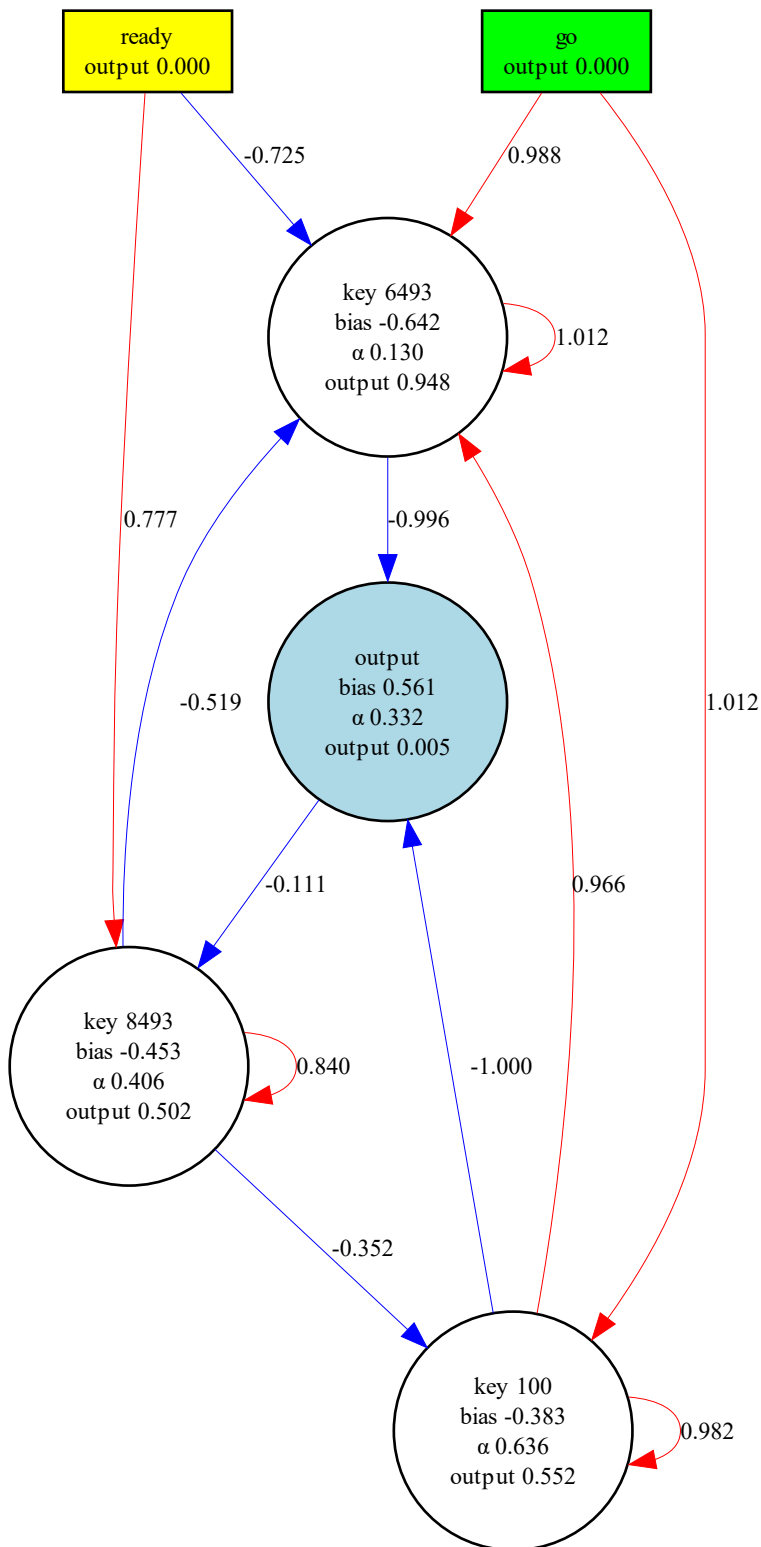 ready
output 0.000
go
output 0.000
-0.725
0.988
key 6493
bias -0.642
α 0.130
output 0.948
1.012
0.777
-0.996
-0.519
output
bias 0.561
α 0.332
output 0.005
1.012
-0.111
0.966
key 8493
bias -0.453
α 0.406
output 0.502
0.840
-1.000
-0.352
key 100
bias -0.383
α 0.636
output 0.552
0.982